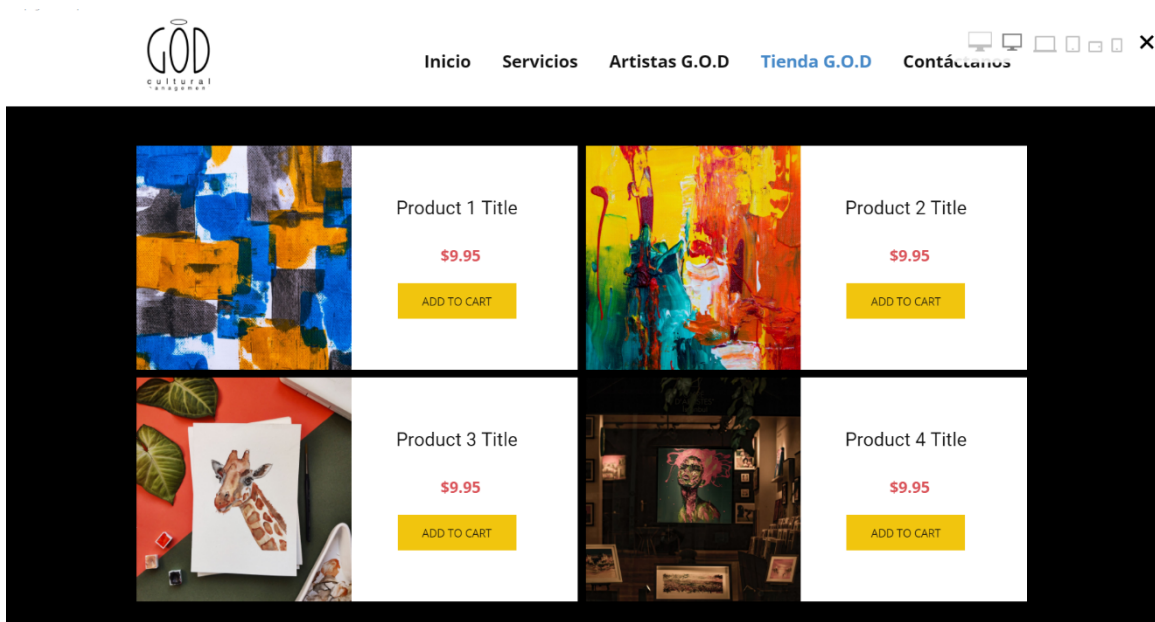 GOD
cultural
Inicio Servicios Artistas G.O.D Tienda G.O.D Contáctanos
Product 1 Title
$9.95
ADD TO CART
Product 2 Title
$9.95
ADD TO CART
Product 3 Title
$9.95
ADD TO CART
Product 4 Title
$9.95
ADD TO CART